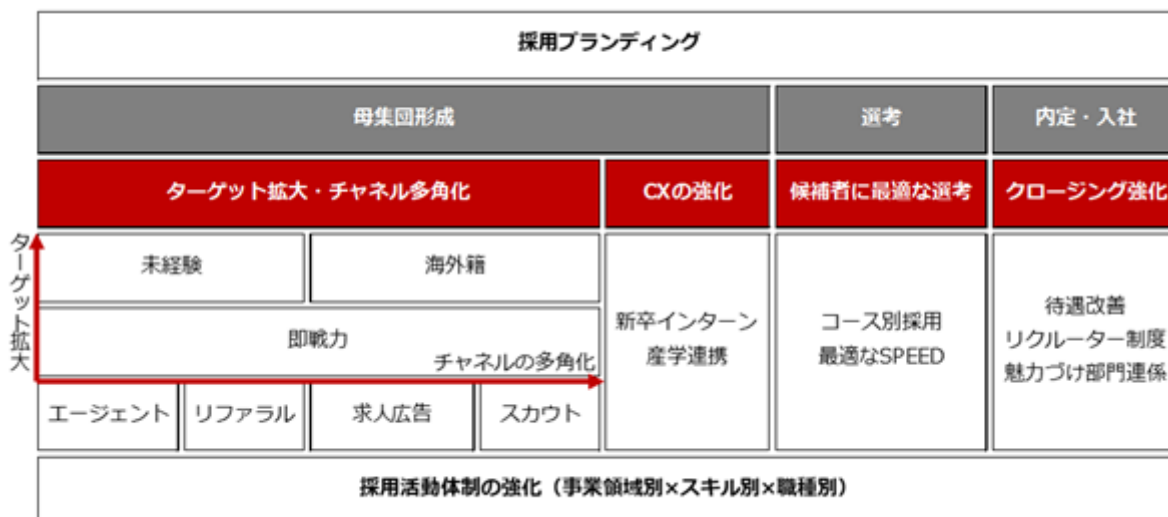 採用ブランディング
母集団形成
選考
内定・入社
ターゲット拡大・チャネル多角化
CXの強化
候補者に最適な選考
クロージング強化
ターゲット拡大
未経験
海外籍
即戦力
チャネルの多角化
エージェント
リファラル
求人広告
スカウト
新卒インターン
産学連携
コース別採用
最適なSPEED
待遇改善
リクルーター制度
魅力づけ部門連係
採用活動体制の強化（事業領域別×スキル別×職種別）